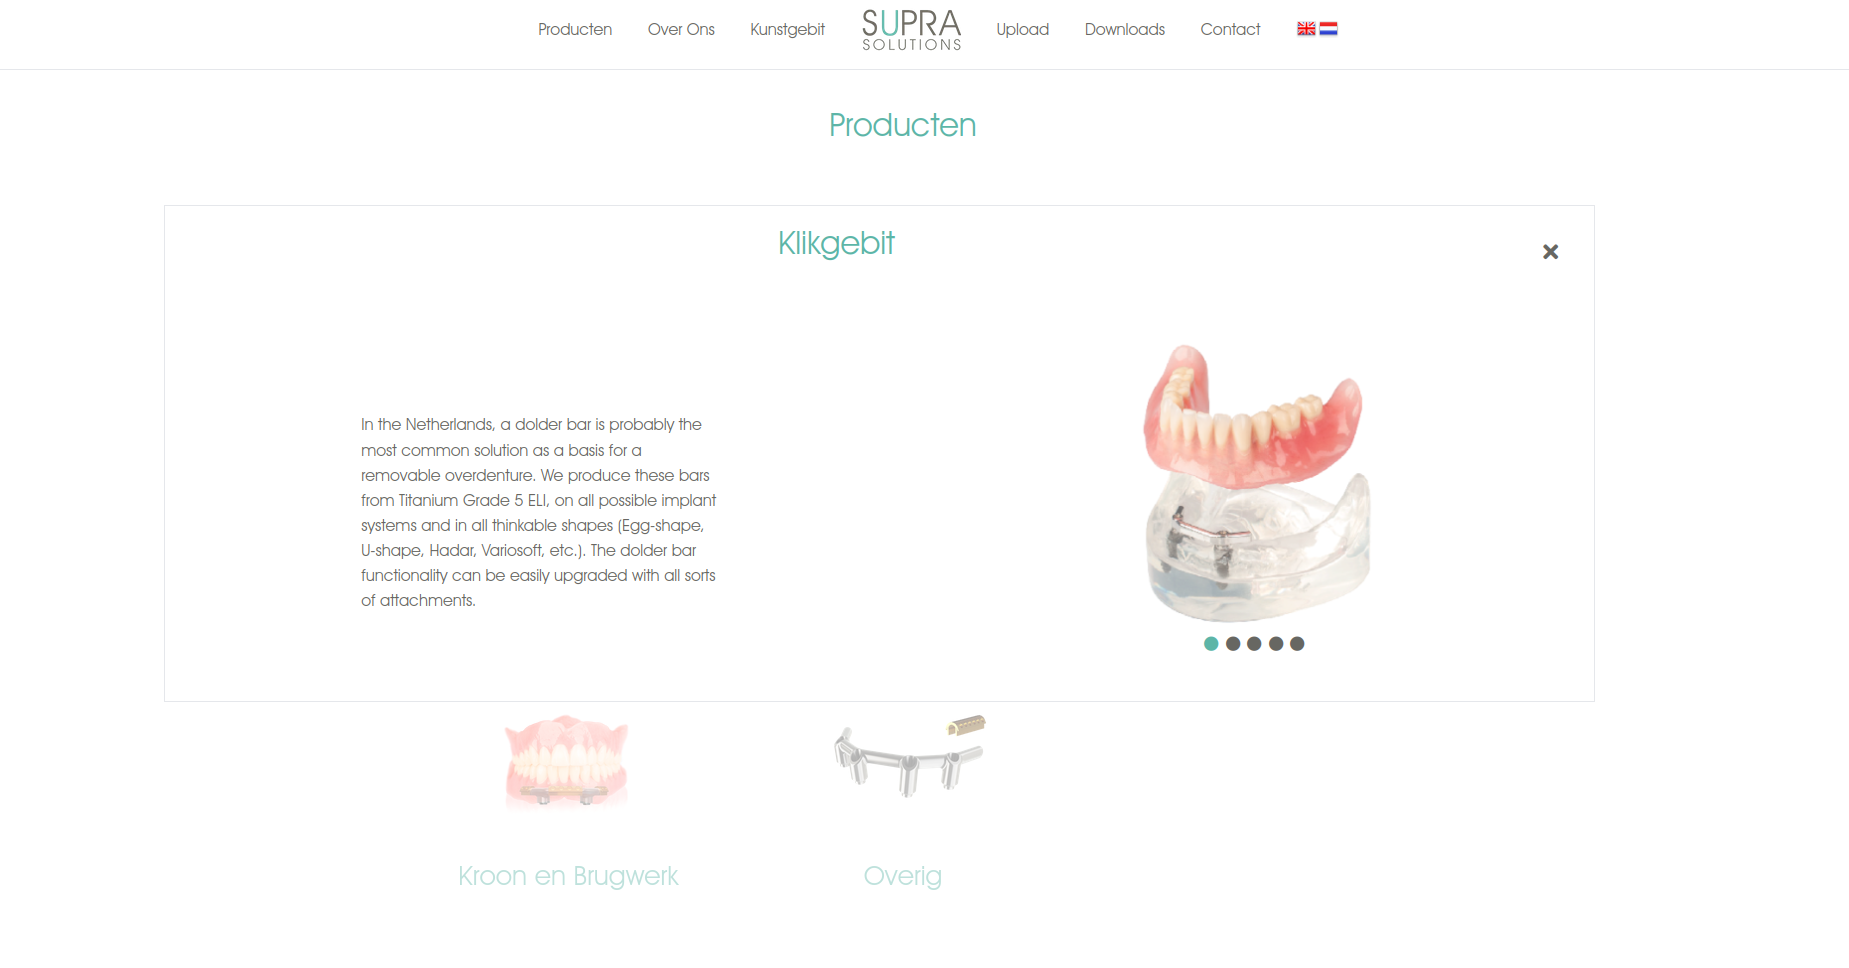 Producten Over Ons Kunstgebit SUPRA SOLUTIONS Upload Downloads Contact
Producten
Klikgebit
In the Netherlands, a dolder bar is probably the
most common solution as a basis for a
removable overdenture. We produce these bars
from Titanium Grade 5 ELI, on all possible implant
systems and in all thinkable shapes (Egg-shape,
U-shape, Hadar, Variosoft, etc.). The dolder bar
functionality can be easily upgraded with all sorts
of attachments.
Kroon en Brugwerk
Overig